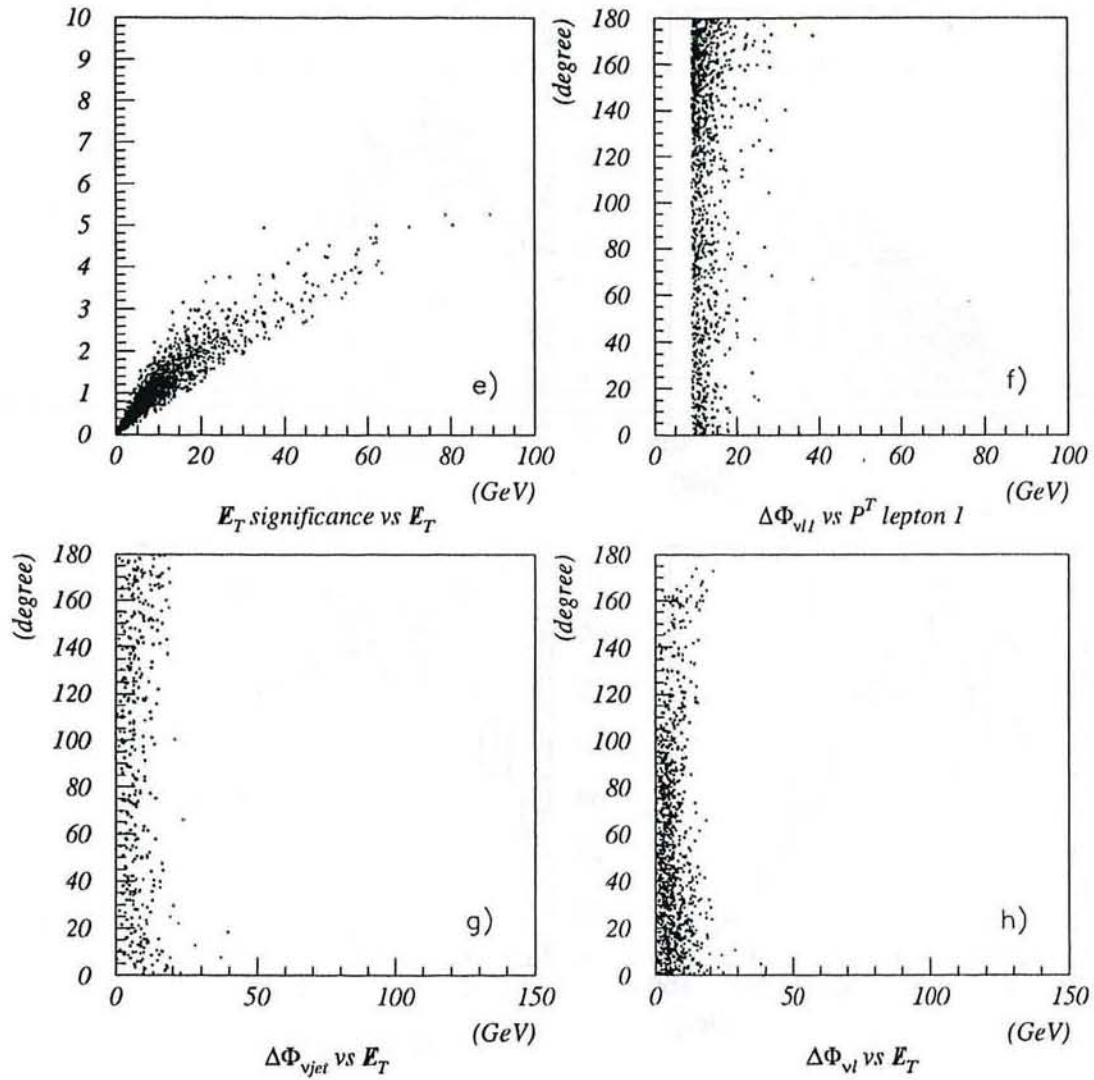 10
9
8
7
6
5
4
3
2
1
0
0 20 40 60 80 100
(GeV)
e)
E̸_T significance vs E̸_T
(degree)
180
160
140
120
100
80
60
40
20
0
0 20 40 60 80 100
(GeV)
f)
ΔΦ_νl1 vs P^T lepton 1
(degree)
180
160
140
120
100
80
60
40
20
0
0 50 100 150
(GeV)
g)
ΔΦ_νjet vs E̸_T
(degree)
180
160
140
120
100
80
60
40
20
0
0 50 100 150
(GeV)
h)
ΔΦ_νl vs E̸_T